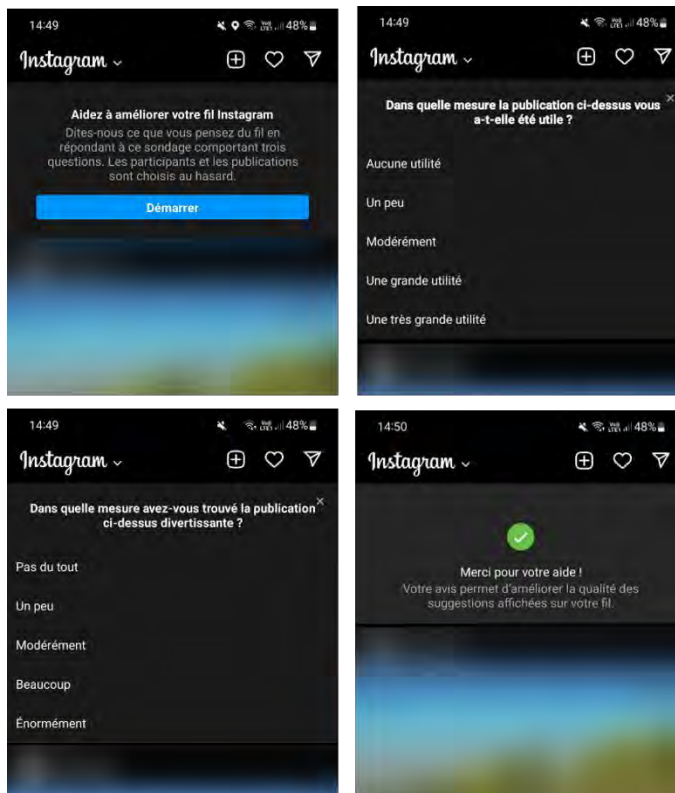 14:49
48%
Instagram
Aidez à améliorer votre fil Instagram
Dites-nous ce que vous pensez du fil en
répondant à ce sondage comportant trois
questions. Les participants et les publications
sont choisis au hasard.
Démarrer
14:49
48%
Instagram
Dans quelle mesure la publication ci-dessus vous
a-t-elle été utile ?
Aucune utilité
Un peu
Modérément
Une grande utilité
Une très grande utilité
14:49
48%
Instagram
Dans quelle mesure avez-vous trouvé la publication
ci-dessus divertissante ?
Pas du tout
Un peu
Modérément
Beaucoup
Énormément
14:50
48%
Instagram
Merci pour votre aide !
Votre avis permet d'améliorer la qualité des
suggestions affichées sur votre fil.